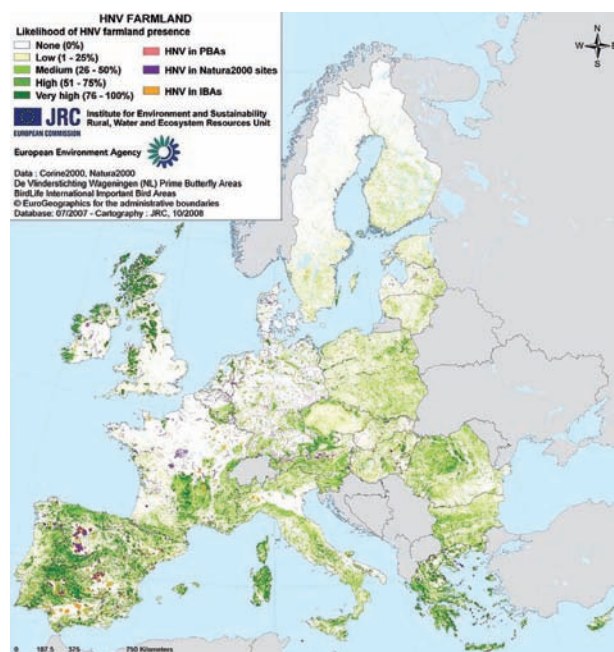 HNV FARMLAND
Likelihood of HNV farmland presence
None (0%)
Low (1 - 25%)
Medium (26 - 50%)
High (51 - 75%)
Very high (76 - 100%)
HNV in PBAs
HNV in Natura2000 sites
HNV in IBAs
JRC
EUROPEAN COMMISSION
Institute for Environment and Sustainability
Rural, Water and Ecosystem Resources Unit
European Environment Agency
Data : Corine2000, Natura2000
De Vlinderstichting Wageningen (NL) Prime Butterfly Areas
BirdLife International Important Bird Areas
© EuroGeographics for the administrative boundaries
Database: 07/2007 - Cartography : JRC, 10/2008
N
W E
S
0 187.5 375 750 Kilometers